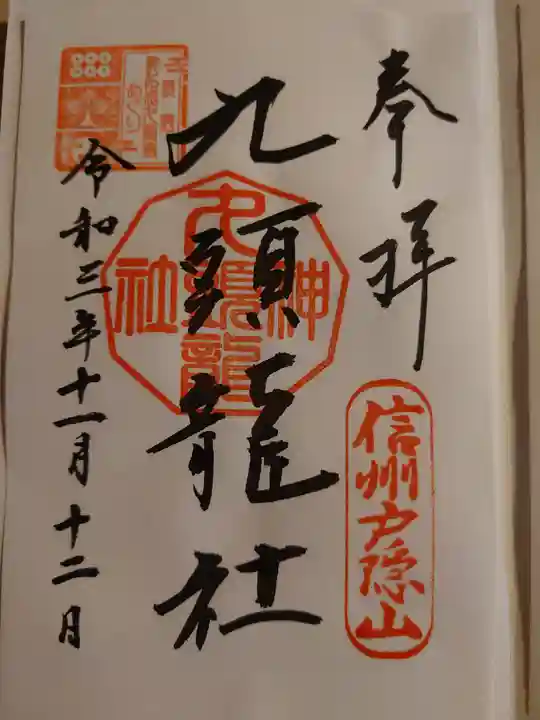 奉拝
信州戸隠山
九頭龍社
九頭龍
神
社
令和三年十一月十二日